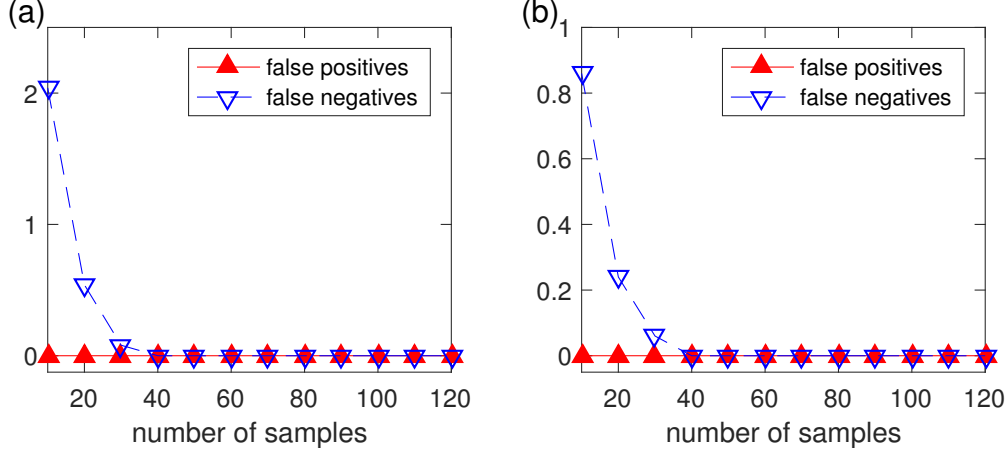 (a)
false positives
false negatives
2
1
0
20 40 60 80 100 120
number of samples
(b)
1
false positives
false negatives
0.8
0.6
0.4
0.2
0
20 40 60 80 100 120
number of samples